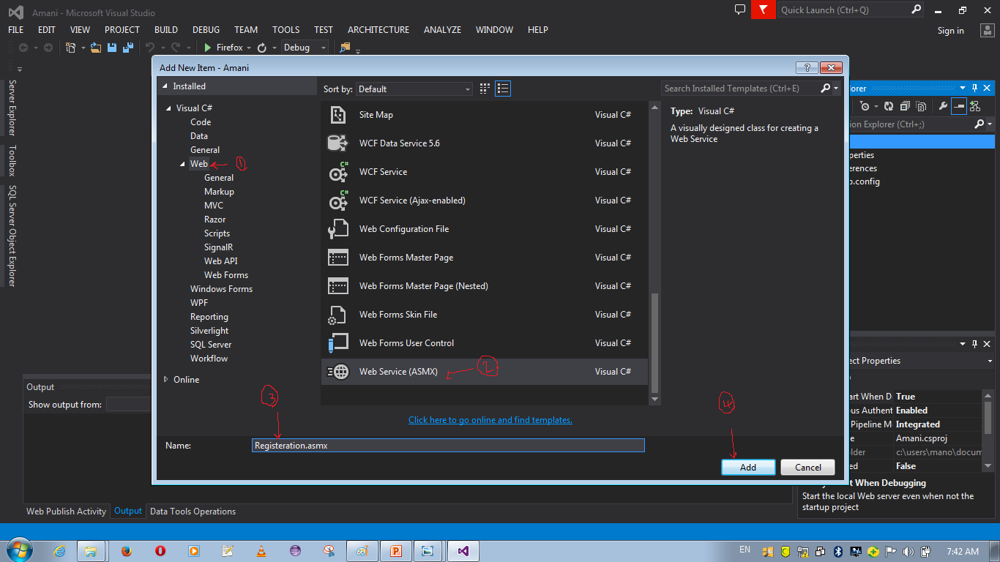 Amani - Microsoft Visual Studio
Quick Launch (Ctrl+Q)
FILE EDIT VIEW PROJECT BUILD DEBUG TEAM TOOLS TEST ARCHITECTURE ANALYZE WINDOW HELP
Sign in
Firefox Debug
Server Explorer
Toolbox
SQL Server Object Explorer
Add New Item - Amani
Installed
Visual C#
Code
Data
General
Web 1
General
Markup
MVC
Razor
Scripts
SignalR
Web API
Web Forms
Windows Forms
WPF
Reporting
Silverlight
SQL Server
Workflow
Online
Sort by: Default
Site Map Visual C#
WCF Data Service 5.6 Visual C#
C#
WCF Service Visual C#
C#
WCF Service (Ajax-enabled) Visual C#
Web Configuration File Visual C#
Web Forms Master Page Visual C#
Web Forms Master Page (Nested) Visual C#
Web Forms Skin File Visual C#
Web Forms User Control Visual C#
Web Service (ASMX) 2 Visual C#
Click here to go online and find templates.
Search Installed Templates (Ctrl+E)
Type: Visual C#
A visually designed class for creating a
Web Service
3
4
Name: Registeration.asmx
Add Cancel
lorer
ion Explorer (Ctrl+;)
perties
erences
b.config
ect Properties
tart When D True
ous Authent Enabled
Pipeline M Integrated
e Amani.csproj
older c:\users\mano\docum
ed False
t When Debugging
Start the local Web server even when not the
startup project
Output
Show output from:
Web Publish Activity Output Data Tools Operations
EN
7:42 AM